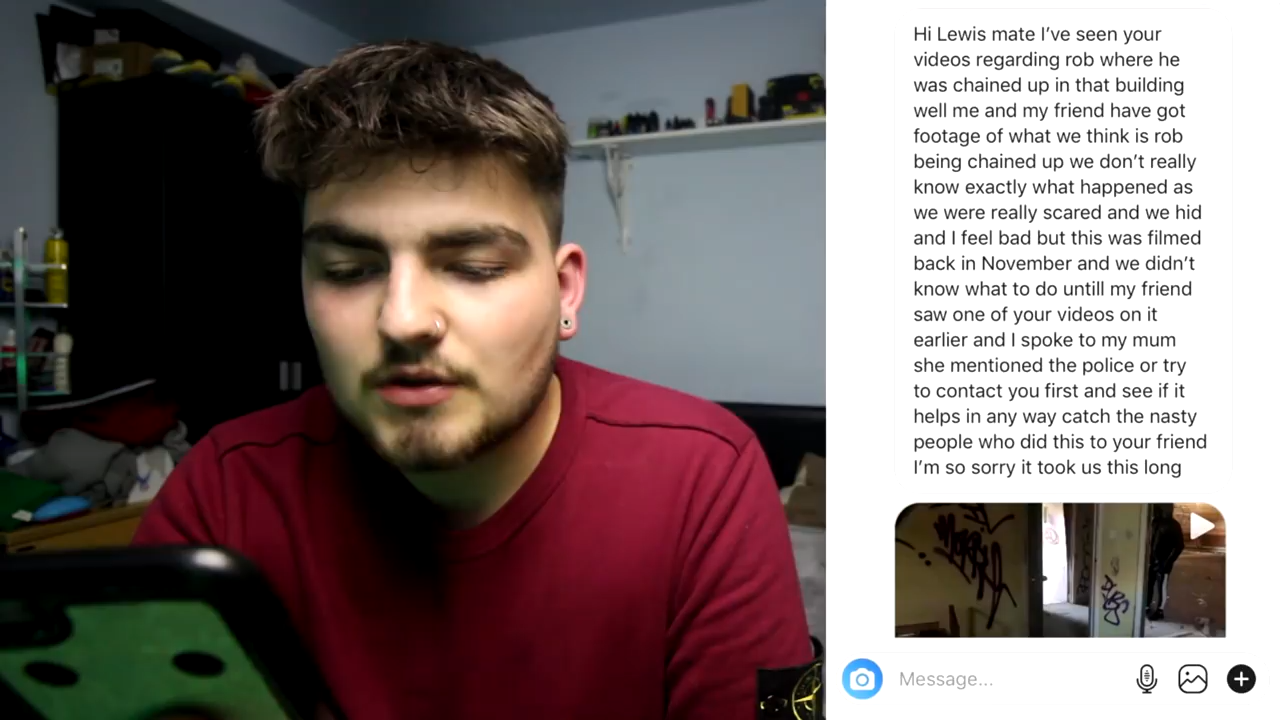 Hi Lewis mate I've seen your
videos regarding rob where he
was chained up in that building
well me and my friend have got
footage of what we think is rob
being chained up we don't really
know exactly what happened as
we were really scared and we hid
and I feel bad but this was filmed
back in November and we didn't
know what to do untill my friend
saw one of your videos on it
earlier and I spoke to my mum
she mentioned the police or try
to contact you first and see if it
helps in any way catch the nasty
people who did this to your friend
I'm so sorry it took us this long
Message...